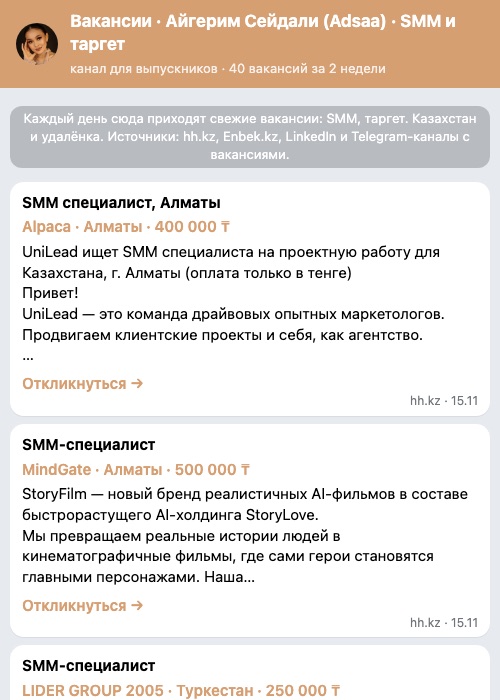 Вакансии · Айгерим Сейдали (Adsaa) · SMM и
таргет
канал для выпускников · 40 вакансий за 2 недели
Каждый день сюда приходят свежие вакансии: SMM, таргет. Казахстан
и удалёнка. Источники: hh.kz, Enbek.kz, LinkedIn и Telegram-каналы с
вакансиями.
SMM специалист, Алматы
Alpaca · Алматы · 400 000 ₸
UniLead ищет SMM специалиста на проектную работу для
Казахстана, г. Алматы (оплата только в тенге)
Привет!
UniLead — это команда драйвовых опытных маркетологов.
Продвигаем клиентские проекты и себя, как агентство.
...
Откликнуться →
hh.kz · 15.11
SMM-специалист
MindGate · Алматы · 500 000 ₸
StoryFilm — новый бренд реалистичных AI-фильмов в составе
быстрорастущего AI-холдинга StoryLove.
Мы превращаем реальные истории людей в
кинематографичные фильмы, где сами герои становятся
главными персонажами. Наша...
Откликнуться →
hh.kz · 15.11
SMM-специалист
LIDER GROUP 2005 · Туркестан · 250 000 ₸